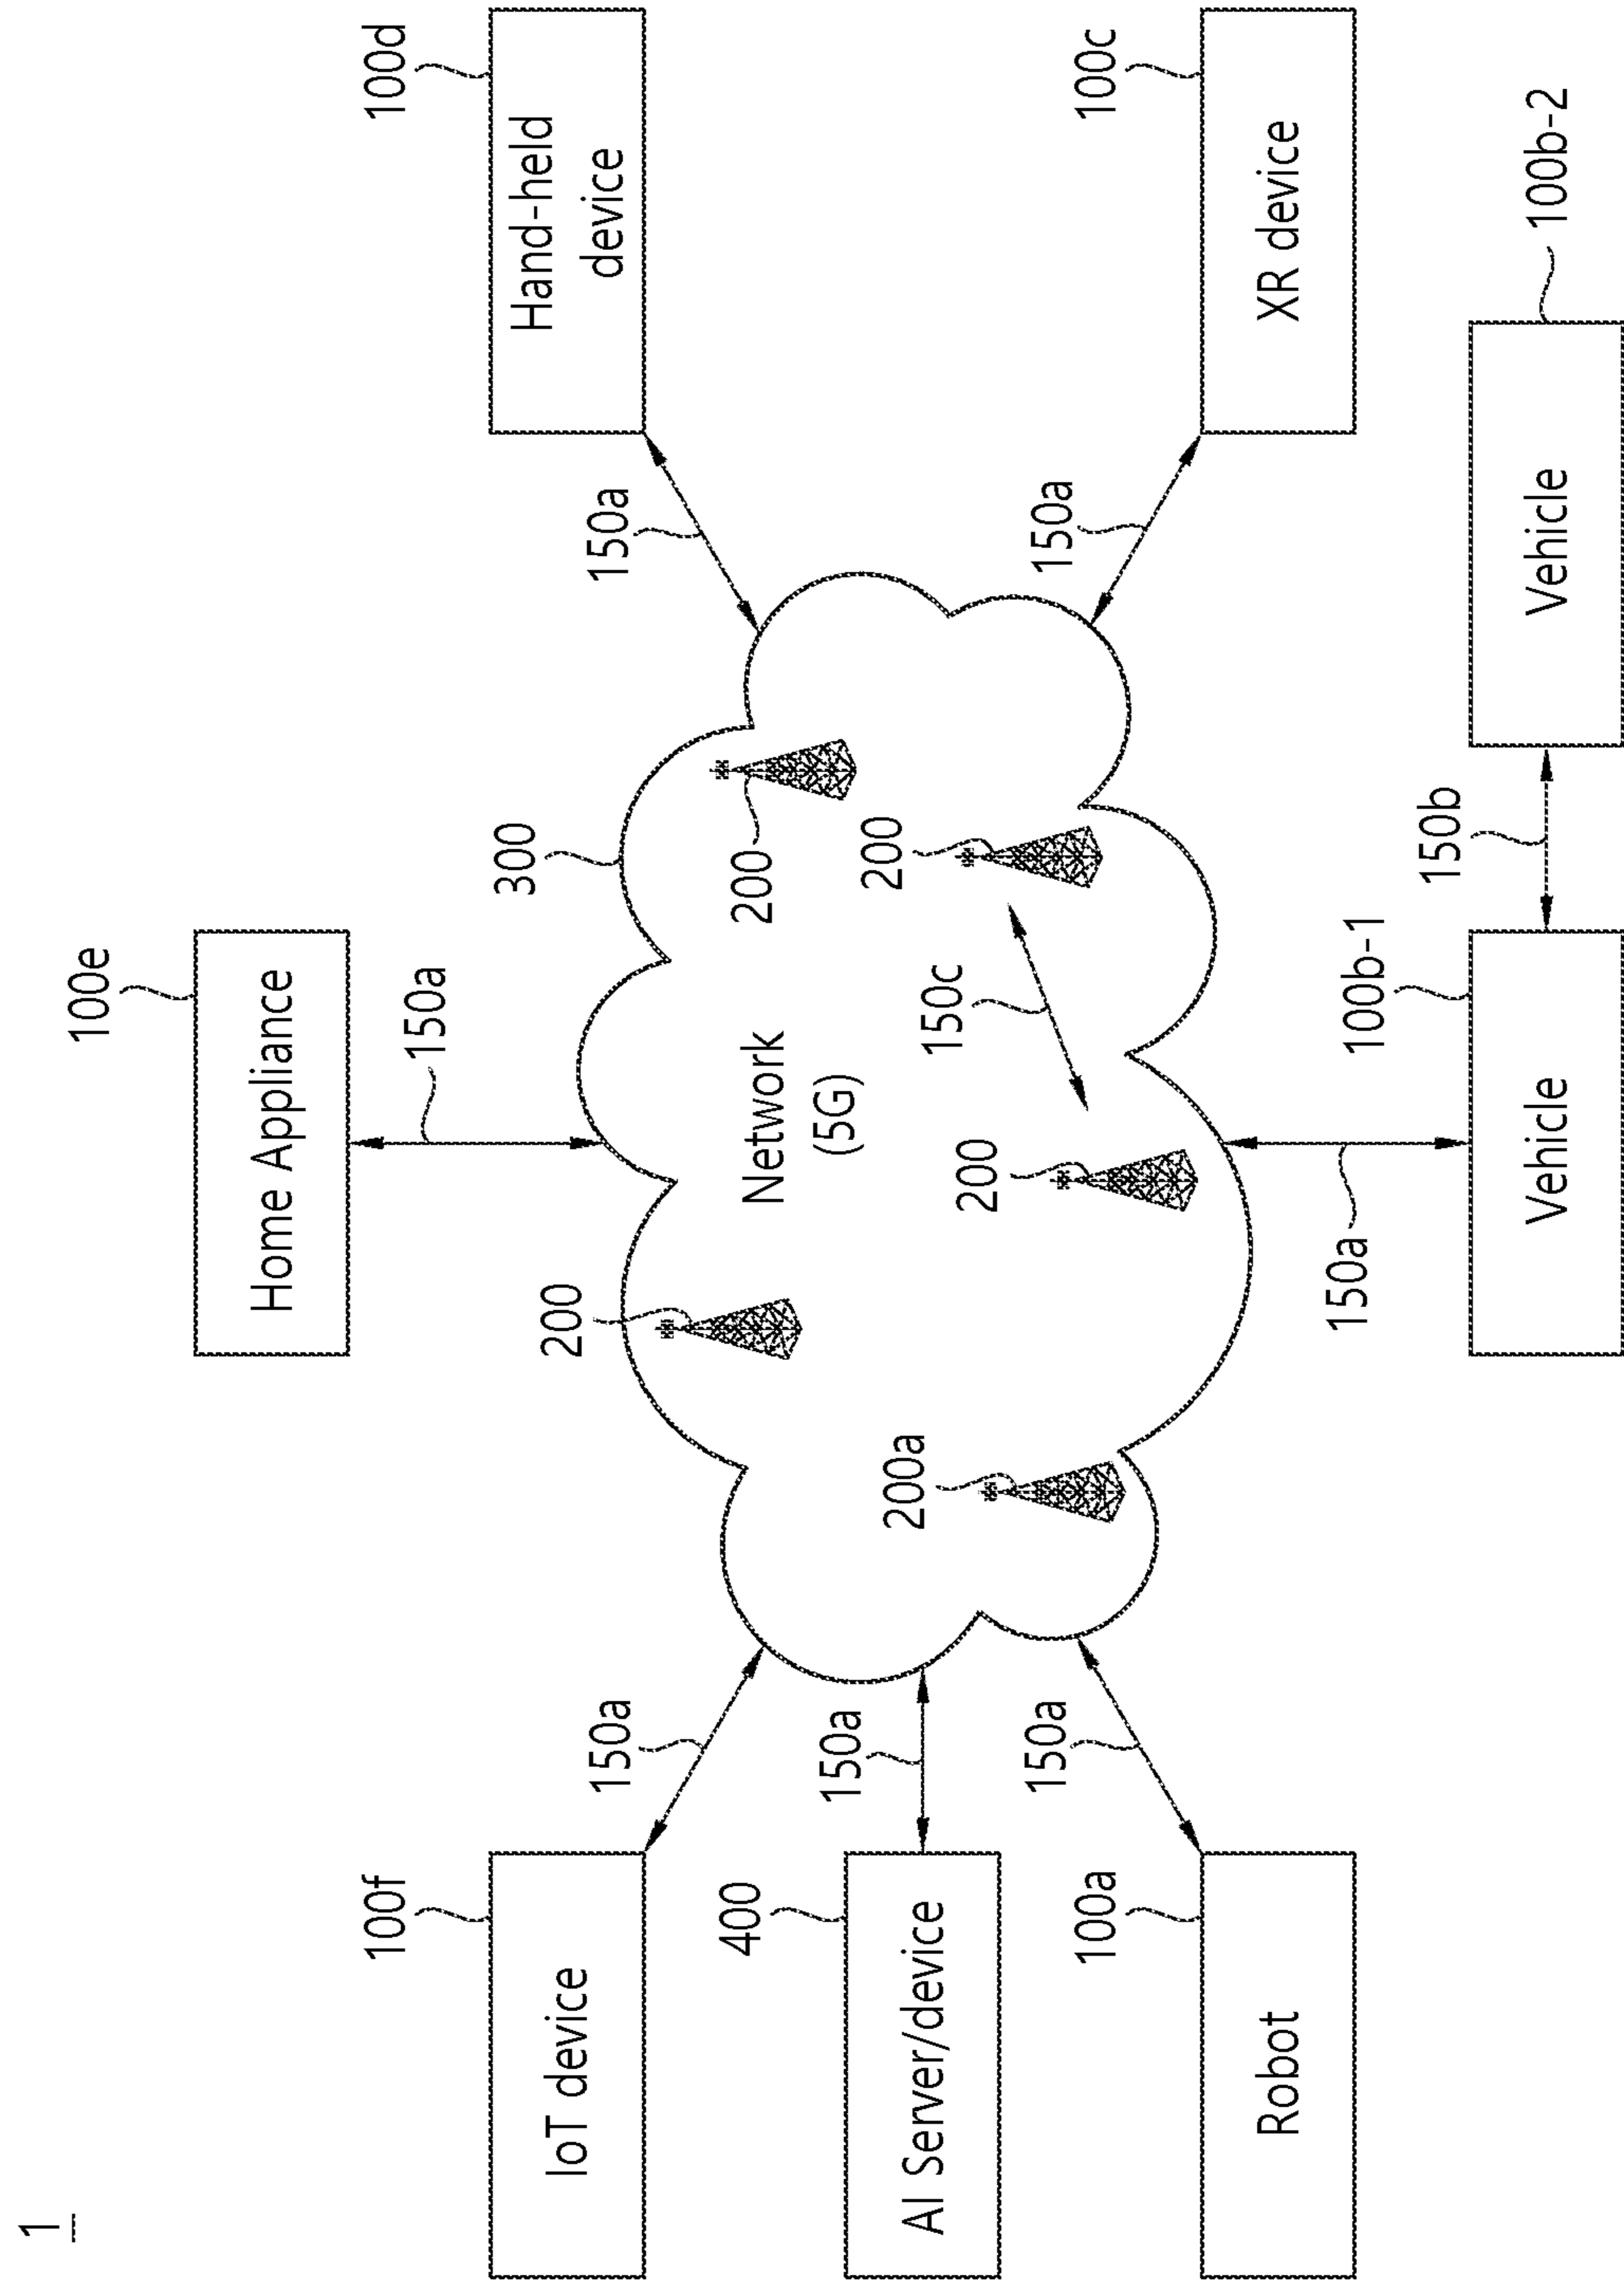 1
100e
Home Appliance
150a
100f
IoT device
150a
300
100d
Hand-held
device
150a
200
Network
(5G)
200
400
AI Server/device
150a
200a
200
150c
200
100a
Robot
150a
150a
100c
XR device
150a
100b-1
Vehicle
150b
Vehicle
100b-2